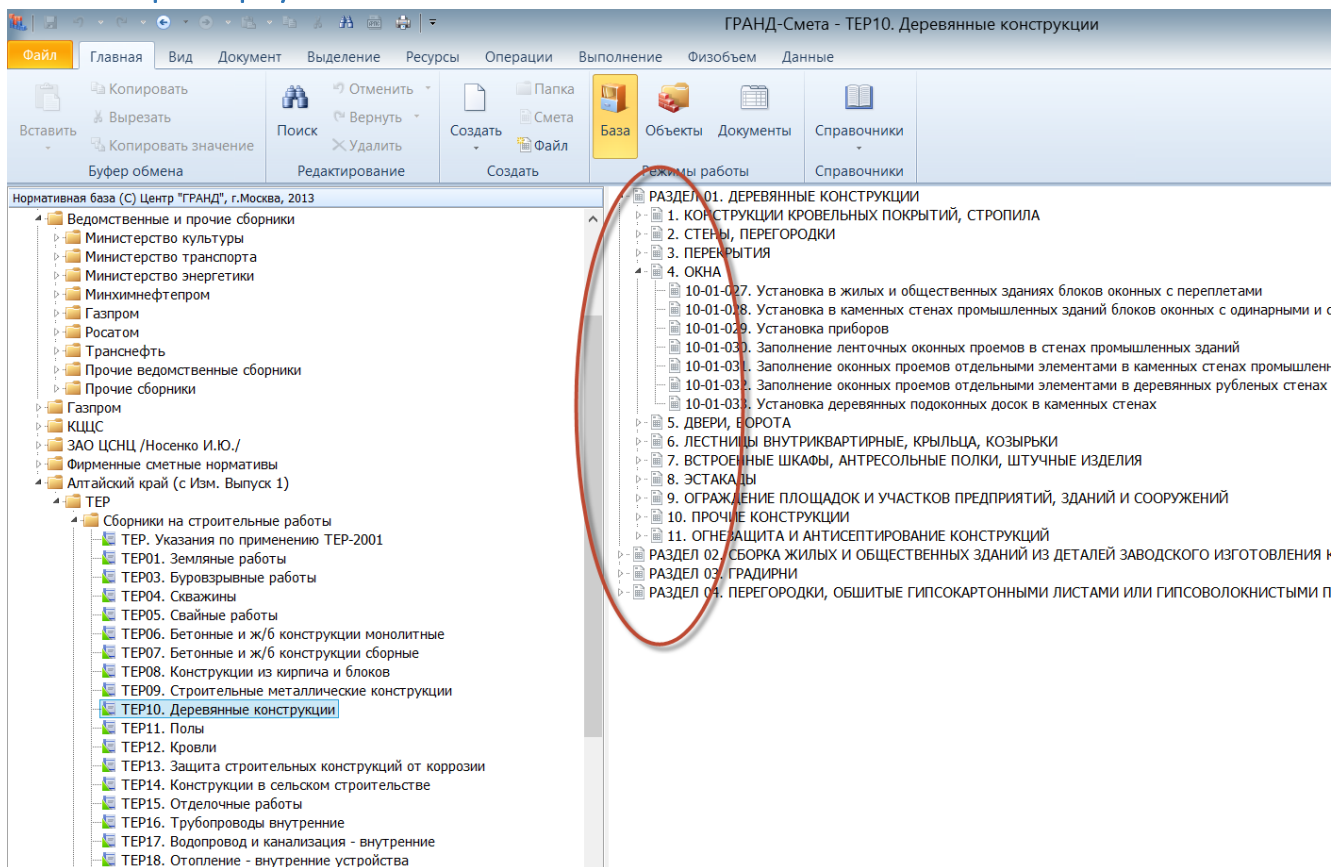 ГРАНД-Смета - ТЕР10. Деревянные конструкции
Файл Главная Вид Документ Выделение Ресурсы Операции Выполнение Физобъем Данные
Вставить
Копировать
Вырезать
Копировать значение
Буфер обмена
Поиск
Отменить
Вернуть
Удалить
Редактирование
Создать
Папка
Смета
Файл
Создать
База Объекты Документы
Режимы работы
Справочники
Справочники
Нормативная база (C) Центр "ГРАНД", г.Москва, 2013
Ведомственные и прочие сборники
Министерство культуры
Министерство транспорта
Министерство энергетики
Минхимнефтепром
Газпром
Росатом
Транснефть
Прочие ведомственные сборники
Прочие сборники
Газпром
КЦЦС
ЗАО ЦСНЦ /Носенко И.Ю./
Фирменные сметные нормативы
Алтайский край (с Изм. Выпуск 1)
ТЕР
Сборники на строительные работы
ТЕР. Указания по применению ТЕР-2001
ТЕР01. Земляные работы
ТЕР03. Буровзрывные работы
ТЕР04. Скважины
ТЕР05. Свайные работы
ТЕР06. Бетонные и ж/б конструкции монолитные
ТЕР07. Бетонные и ж/б конструкции сборные
ТЕР08. Конструкции из кирпича и блоков
ТЕР09. Строительные металлические конструкции
ТЕР10. Деревянные конструкции
ТЕР11. Полы
ТЕР12. Кровли
ТЕР13. Защита строительных конструкций от коррозии
ТЕР14. Конструкции в сельском строительстве
ТЕР15. Отделочные работы
ТЕР16. Трубопроводы внутренние
ТЕР17. Водопровод и канализация - внутренние
ТЕР18. Отопление - внутренние устройства
РАЗДЕЛ 01. ДЕРЕВЯННЫЕ КОНСТРУКЦИИ
1. КОНСТРУКЦИИ КРОВЕЛЬНЫХ ПОКРЫТИЙ, СТРОПИЛА
2. СТЕНЫ, ПЕРЕГОРОДКИ
3. ПЕРЕКРЫТИЯ
4. ОКНА
10-01-027. Установка в жилых и общественных зданиях блоков оконных с переплетами
10-01-028. Установка в каменных стенах промышленных зданий блоков оконных с одинарными и с
10-01-029. Установка приборов
10-01-030. Заполнение ленточных оконных проемов в стенах промышленных зданий
10-01-031. Заполнение оконных проемов отдельными элементами в каменных стенах промышленн
10-01-032. Заполнение оконных проемов отдельными элементами в деревянных рубленых стенах
10-01-033. Установка деревянных подоконных досок в каменных стенах
5. ДВЕРИ, ВОРОТА
6. ЛЕСТНИЦЫ ВНУТРИКВАРТИРНЫЕ, КРЫЛЬЦА, КОЗЫРЬКИ
7. ВСТРОЕННЫЕ ШКАФЫ, АНТРЕСОЛЬНЫЕ ПОЛКИ, ШТУЧНЫЕ ИЗДЕЛИЯ
8. ЭСТАКАДЫ
9. ОГРАЖДЕНИЕ ПЛОЩАДОК И УЧАСТКОВ ПРЕДПРИЯТИЙ, ЗДАНИЙ И СООРУЖЕНИЙ
10. ПРОЧИЕ КОНСТРУКЦИИ
11. ОГНЕЗАЩИТА И АНТИСЕПТИРОВАНИЕ КОНСТРУКЦИЙ
РАЗДЕЛ 02. СБОРКА ЖИЛЫХ И ОБЩЕСТВЕННЫХ ЗДАНИЙ ИЗ ДЕТАЛЕЙ ЗАВОДСКОГО ИЗГОТОВЛЕНИЯ К
РАЗДЕЛ 03. ГРАДИРНИ
РАЗДЕЛ 04. ПЕРЕГОРОДКИ, ОБШИТЫЕ ГИПСОКАРТОННЫМИ ЛИСТАМИ ИЛИ ГИПСОВОЛОКНИСТЫМИ П